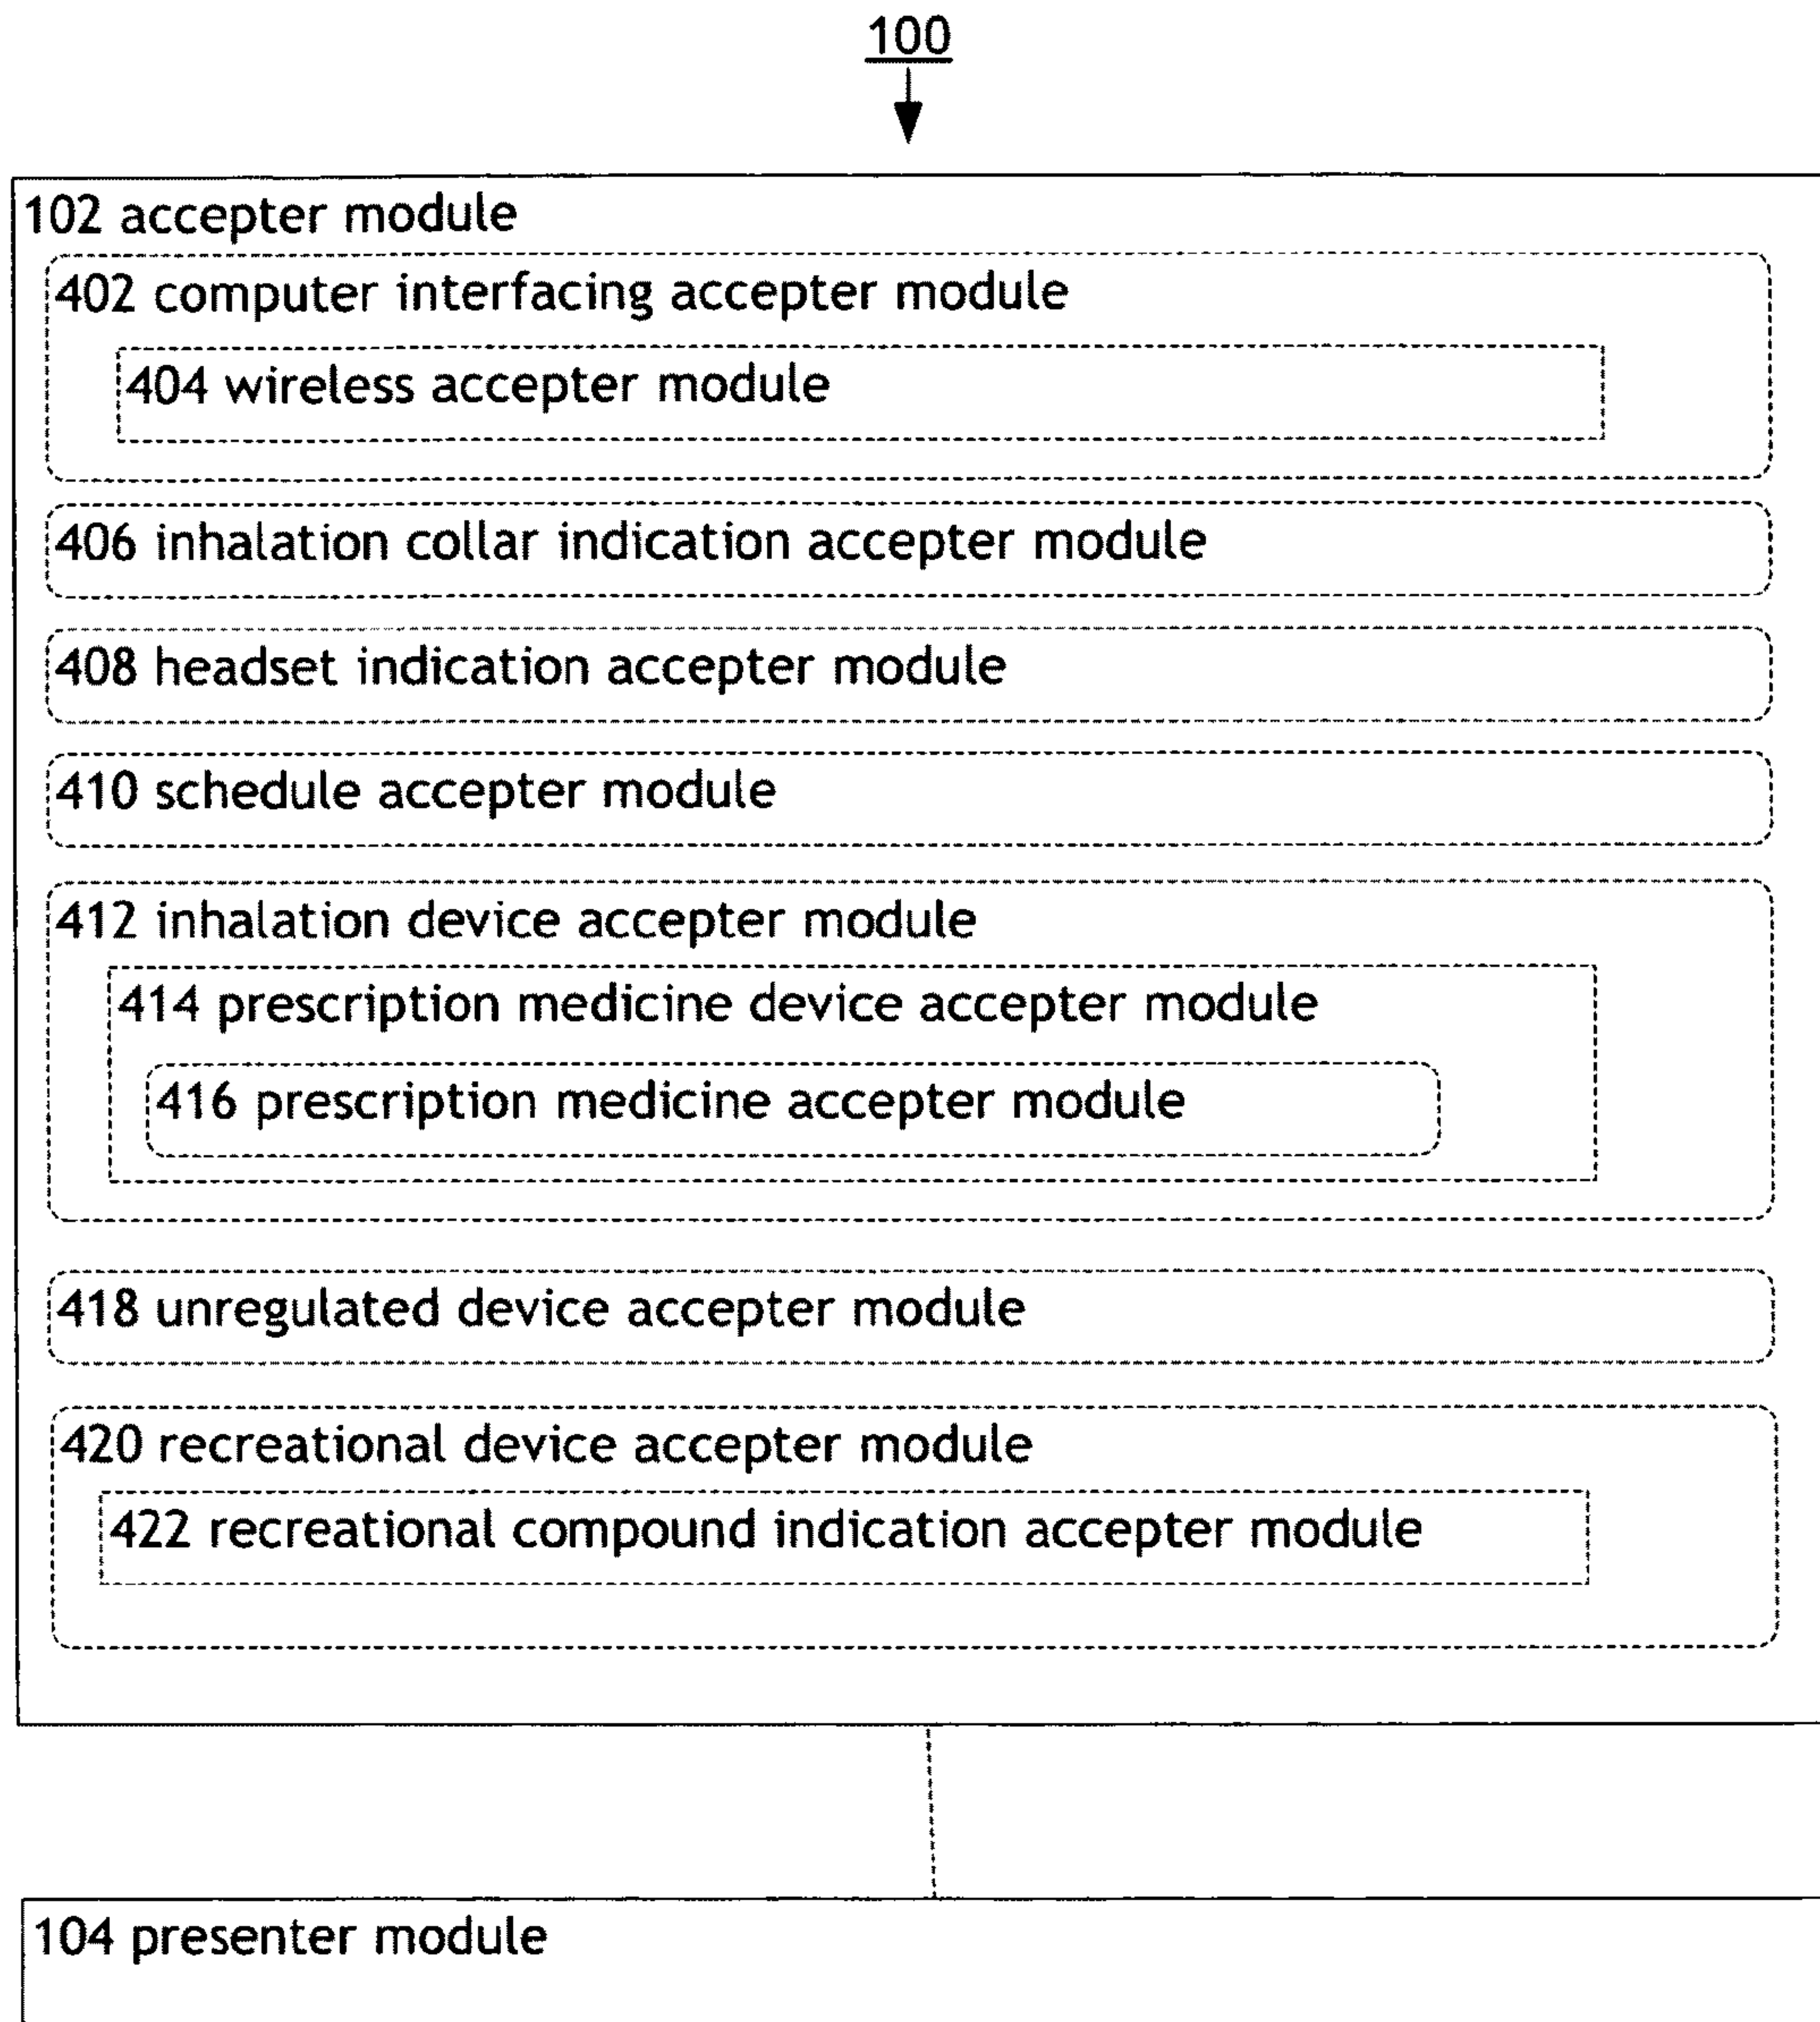 100
102 accepter module
402 computer interfacing accepter module
404 wireless accepter module
406 inhalation collar indication accepter module
408 headset indication accepter module
410 schedule accepter module
412 inhalation device accepter module
414 prescription medicine device accepter module
416 prescription medicine accepter module
418 unregulated device accepter module
420 recreational device accepter module
422 recreational compound indication accepter module
104 presenter module